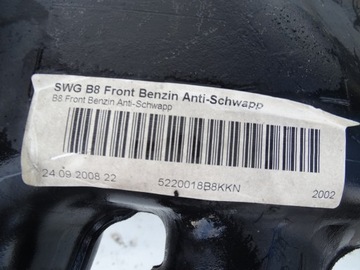 SWG B8 Front Benzin Anti-Schwapp
B8 Front Benzin Anti-Schwapp
24 09 2008 22 5220018B8KKN 2002